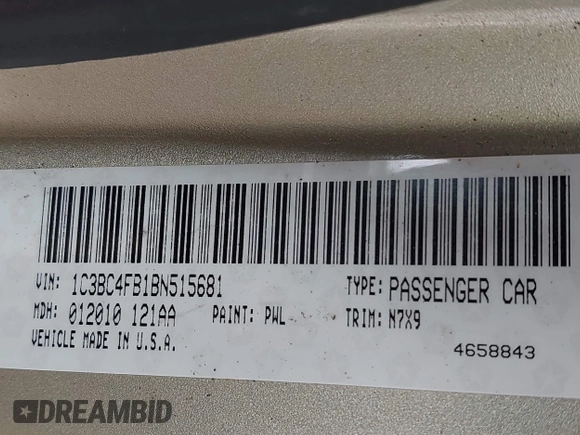 VIN: 1C3BC4FB1BN515681 TYPE: PASSENGER CAR
MDH: 012010 121AA PAINT: PWL TRIM: N7X9
VEHICLE MADE IN U.S.A.
4658843
DREAMBID